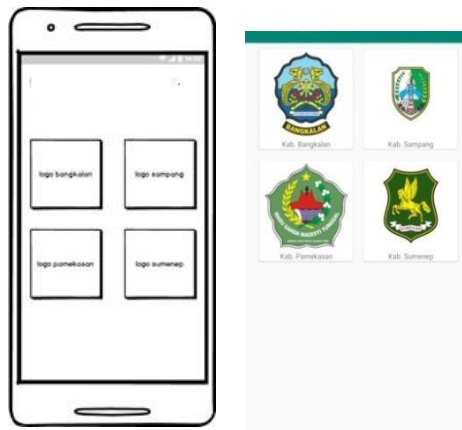 logo bangkalan
logo sampang
logo pamekasan
logo sumenep
BANGKALAN
Kab. Bangkalan
Kab. Sampang
Kab. Pamekasan
Kab. Sumenep